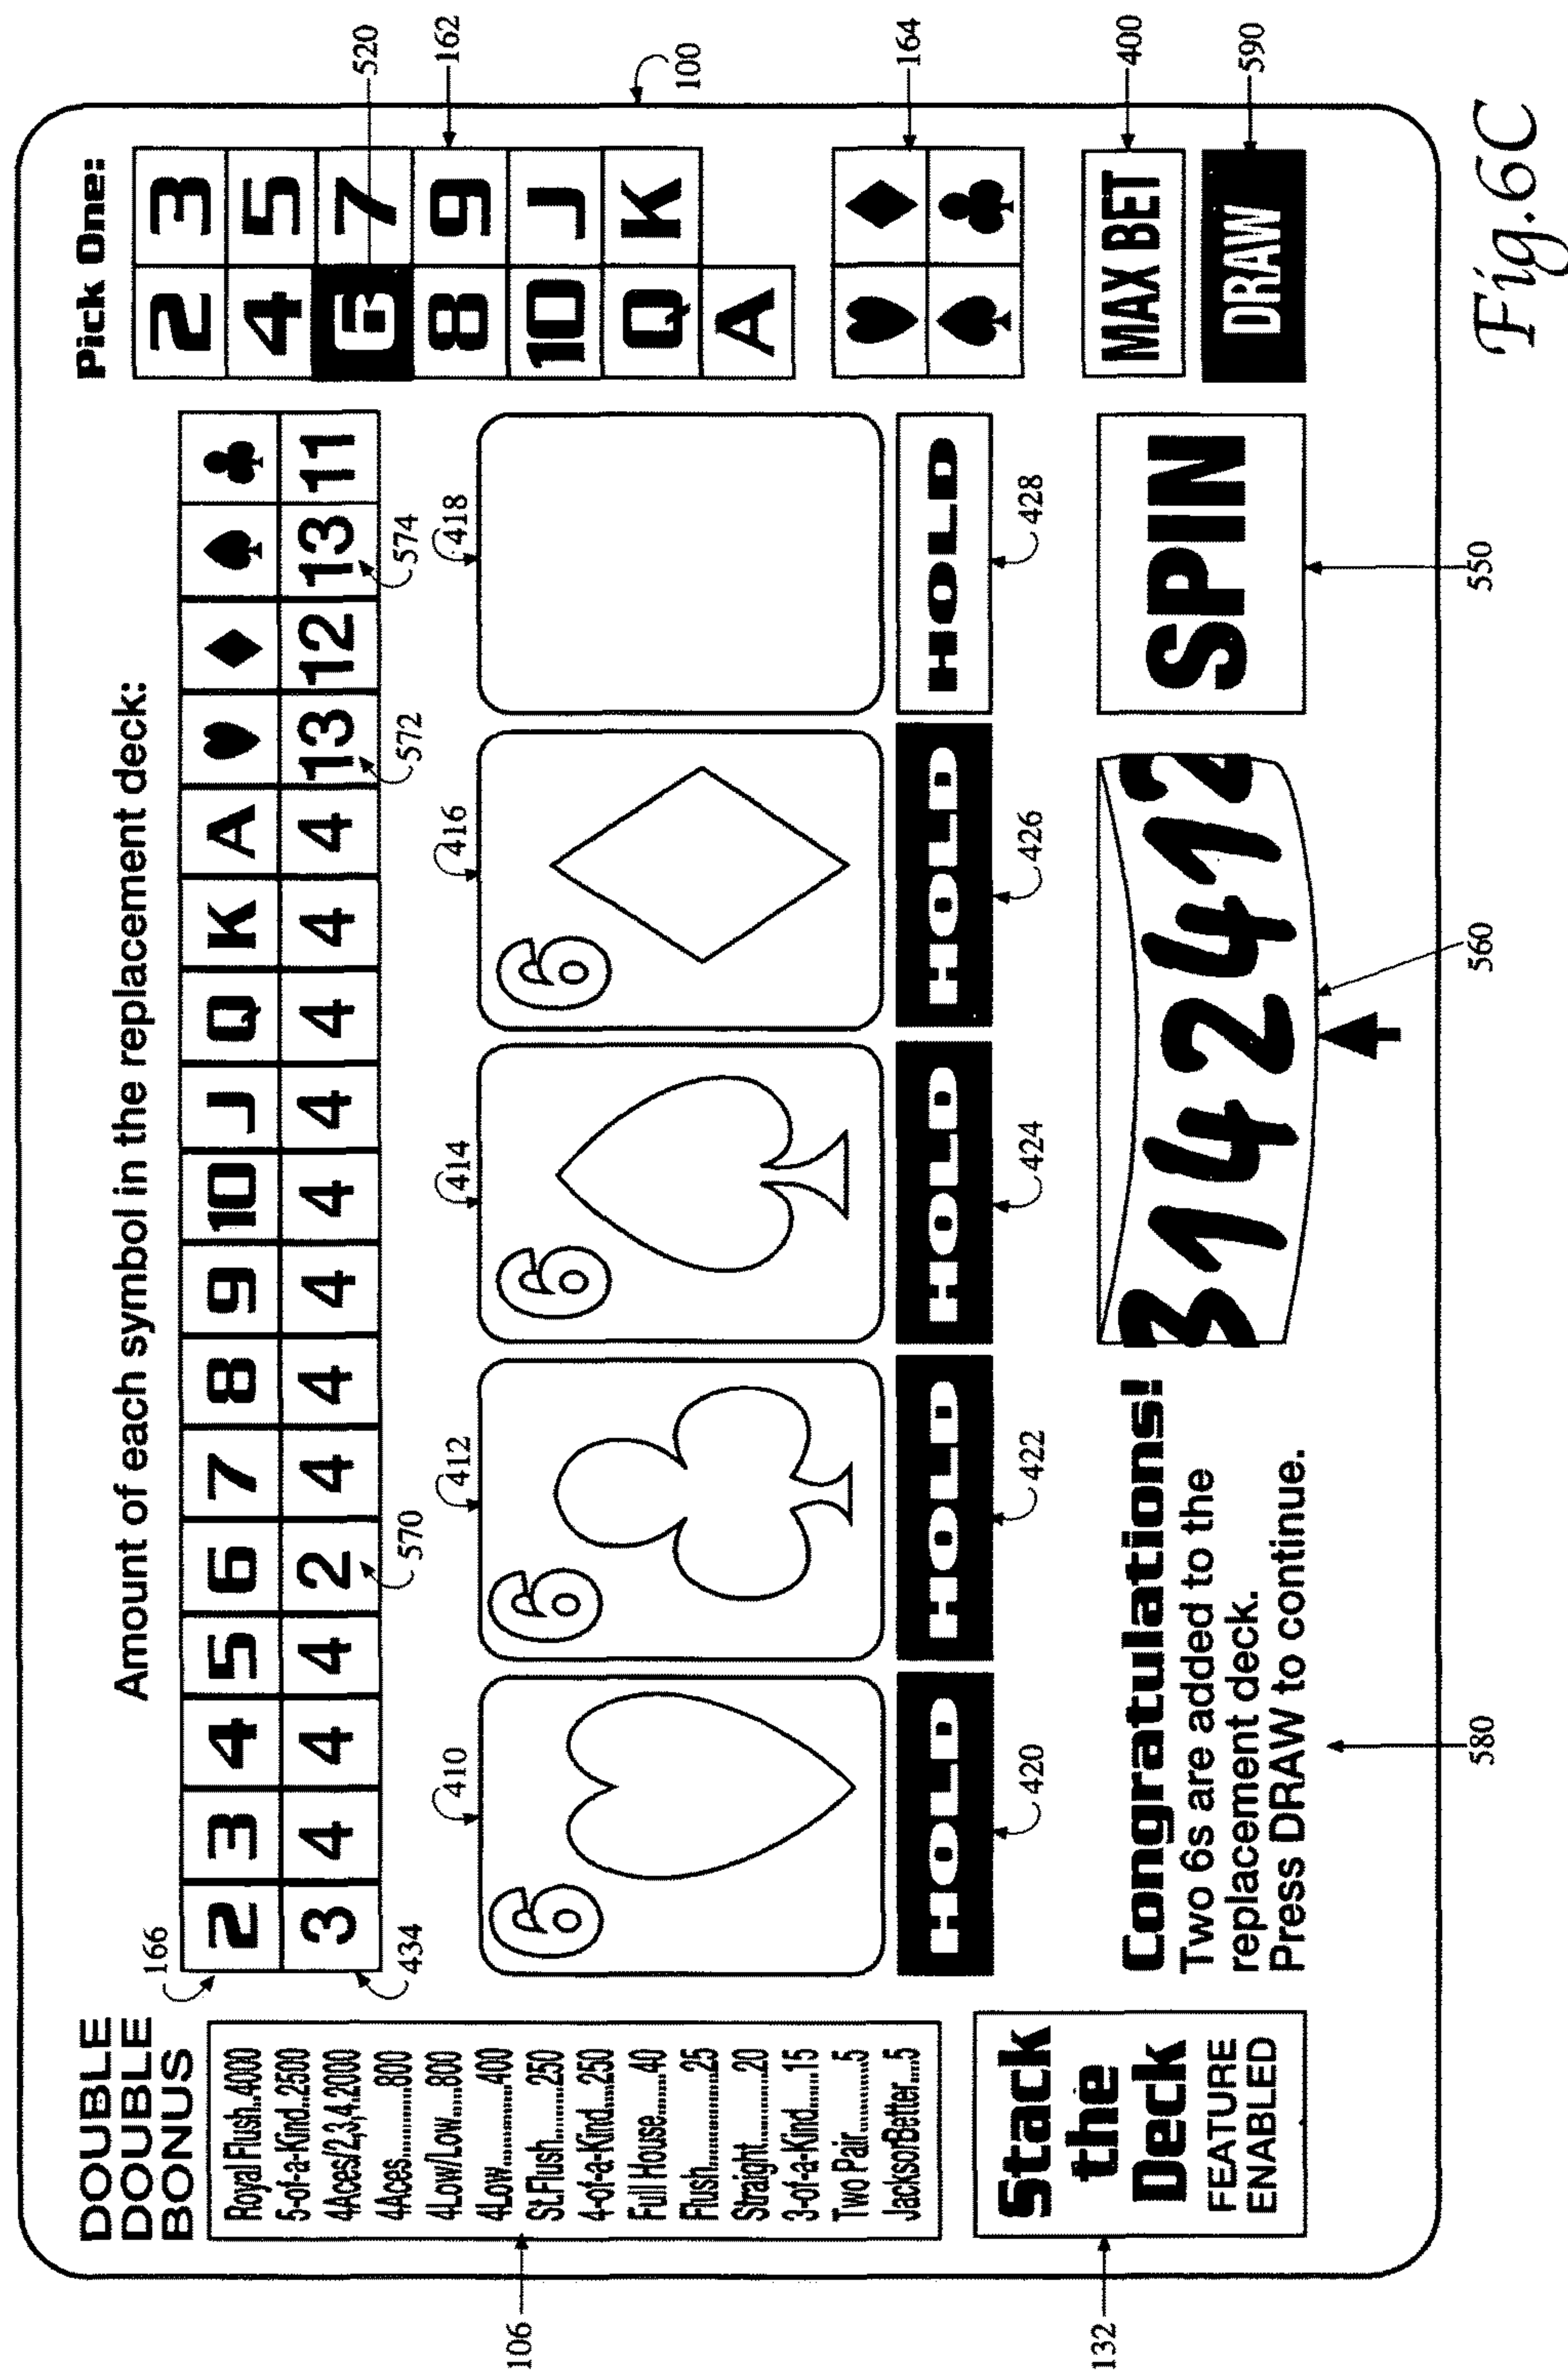 DOUBLE
DOUBLE
BONUS
Royal Flush..4000
5-of-a-Kind..2500
4Aces/2,3,4.2000
4Aces..........800
4Low/Low....800
4Low..........400
St.Flush.......250
4-of-a-Kind...250
Full House.....40
Flush...........25
Straight........20
3-of-a-Kind....15
Two Pair.......5
JacksorBetter....5
106
Stack
the
Deck
FEATURE
ENABLED
132
Amount of each symbol in the replacement deck:
166
2 3 4 5 6 7 8 9 10 J Q K A ♥ ♦ ♠ ♣
3 4 4 4 2 4 4 4 4 4 4 4 4 13 12 13 11
434 570 572 574
410 412 414 416 418
6 6 6 6
HOLD HOLD HOLD HOLD HOLD
420 422 424 426 428
Congratulations!
Two 6s are added to the
replacement deck.
Press DRAW to continue.
580
3 1 4 2 4 1 2
560
SPIN
550
Pick One:
2 3
4 5
6 7
8 9
10 J
Q K
A
520
162
100
♥ ♦
♠ ♣
164
MAX BET
400
DRAW
590
Fig.6C